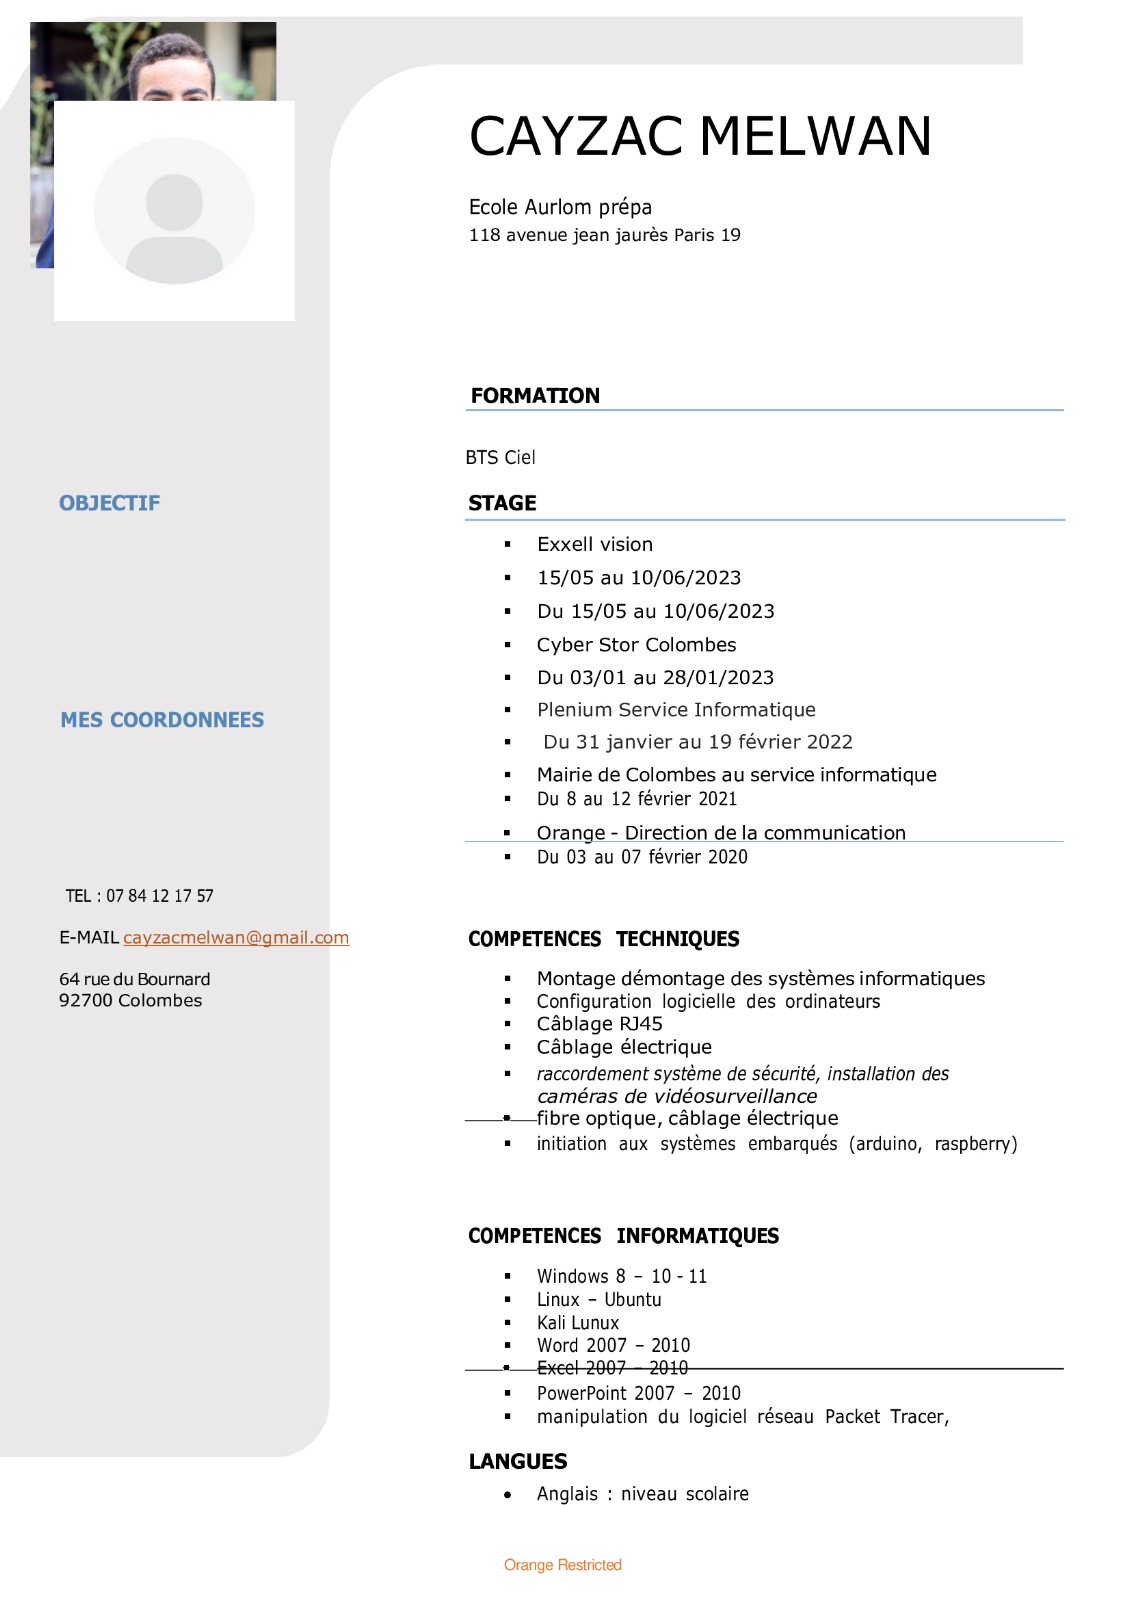 CAYZAC MELWAN
Ecole Aurlom prépa
118 avenue jean jaurès Paris 19
FORMATION
BTS Ciel
OBJECTIF
MES COORDONNEES
TEL : 07 84 12 17 57
E-MAIL cayzacmelwan@gmail.com
64 rue du Bournard
92700 Colombes
STAGE
▪ Exxell vision
▪ 15/05 au 10/06/2023
▪ Du 15/05 au 10/06/2023
▪ Cyber Stor Colombes
▪ Du 03/01 au 28/01/2023
▪ Plenium Service Informatique
▪ Du 31 janvier au 19 février 2022
▪ Mairie de Colombes au service informatique
▪ Du 8 au 12 février 2021
▪ Orange - Direction de la communication
▪ Du 03 au 07 février 2020
COMPETENCES TECHNIQUES
▪ Montage démontage des systèmes informatiques
▪ Configuration logicielle des ordinateurs
▪ Câblage RJ45
▪ Câblage électrique
▪ raccordement système de sécurité, installation des
caméras de vidéosurveillance
▪ fibre optique, câblage électrique
▪ initiation aux systèmes embarqués (arduino, raspberry)
COMPETENCES INFORMATIQUES
▪ Windows 8 – 10 - 11
▪ Linux – Ubuntu
▪ Kali Lunux
▪ Word 2007 – 2010
▪ Excel 2007 – 2010
▪ PowerPoint 2007 – 2010
▪ manipulation du logiciel réseau Packet Tracer,
LANGUES
• Anglais : niveau scolaire
Orange Restricted